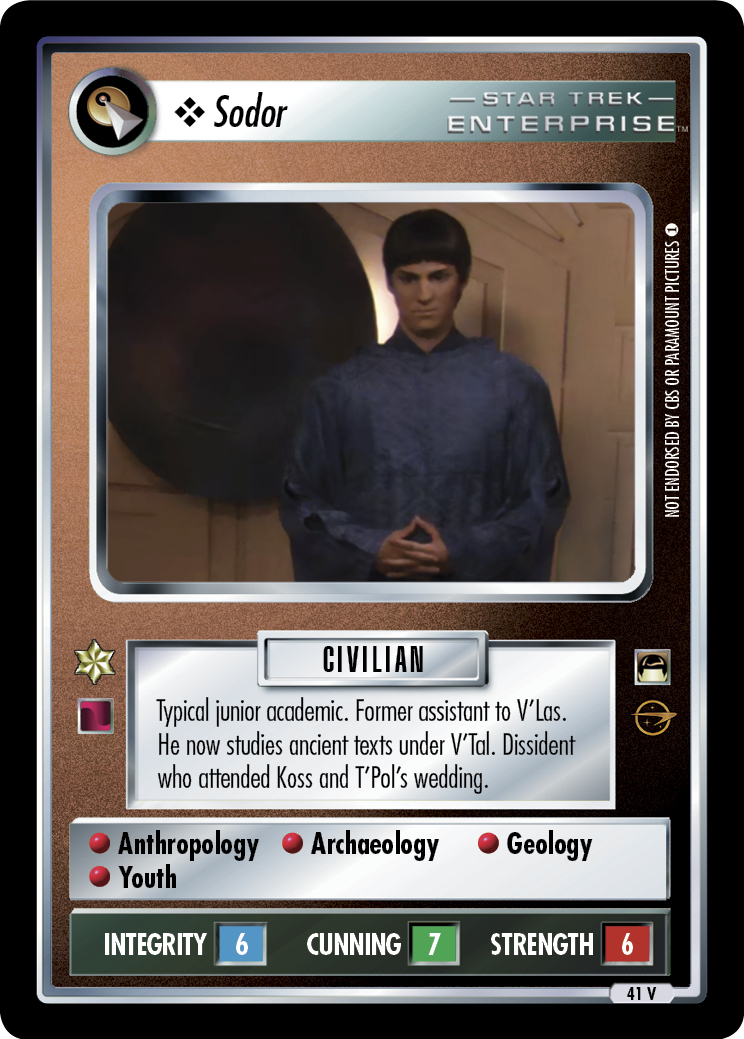 ❖ Sodor
STAR TREK
ENTERPRISE™
NOT ENDORSED BY CBS OR PARAMOUNT PICTURES 1
CIVILIAN
Typical junior academic. Former assistant to V'Las.
He now studies ancient texts under V'Tal. Dissident
who attended Koss and T'Pol's wedding.
Anthropology Archaeology Geology
Youth
INTEGRITY 6 CUNNING 7 STRENGTH 6
41 V